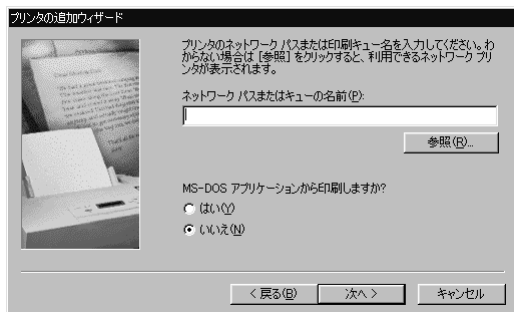 プリンタの追加ウィザード
プリンタのネットワーク パスまたは印刷キュー名を入力してください。わ
からない場合は [参照] をクリックすると、利用できるネットワーク プリ
ンタが表示されます。
ネットワーク パスまたはキューの名前(P):
参照(R)...
MS-DOS アプリケーションから印刷しますか?
はい(Y)
いいえ(N)
< 戻る(B)
次へ >
キャンセル